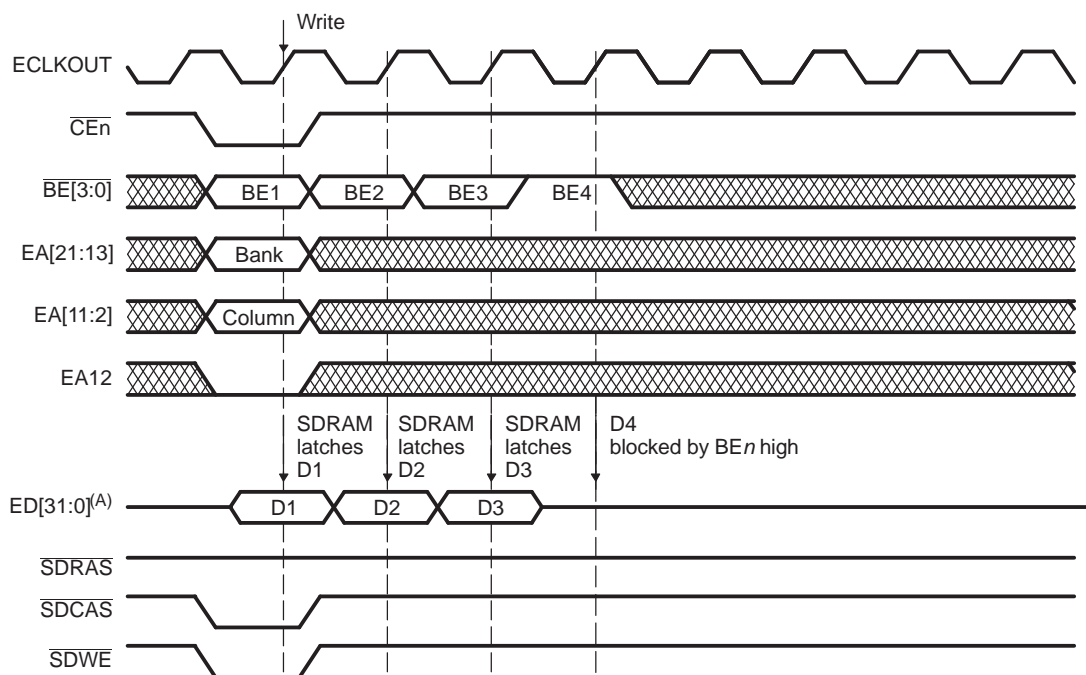 Write
ECLKOUT
CEn
BE[3:0]
BE1
BE2
BE3
BE4
EA[21:13]
Bank
EA[11:2]
Column
EA12
SDRAM
latches
D1
SDRAM
latches
D2
SDRAM
latches
D3
D4
blocked by BEn high
ED[31:0](A)
D1
D2
D3
SDRAS
SDCAS
SDWE